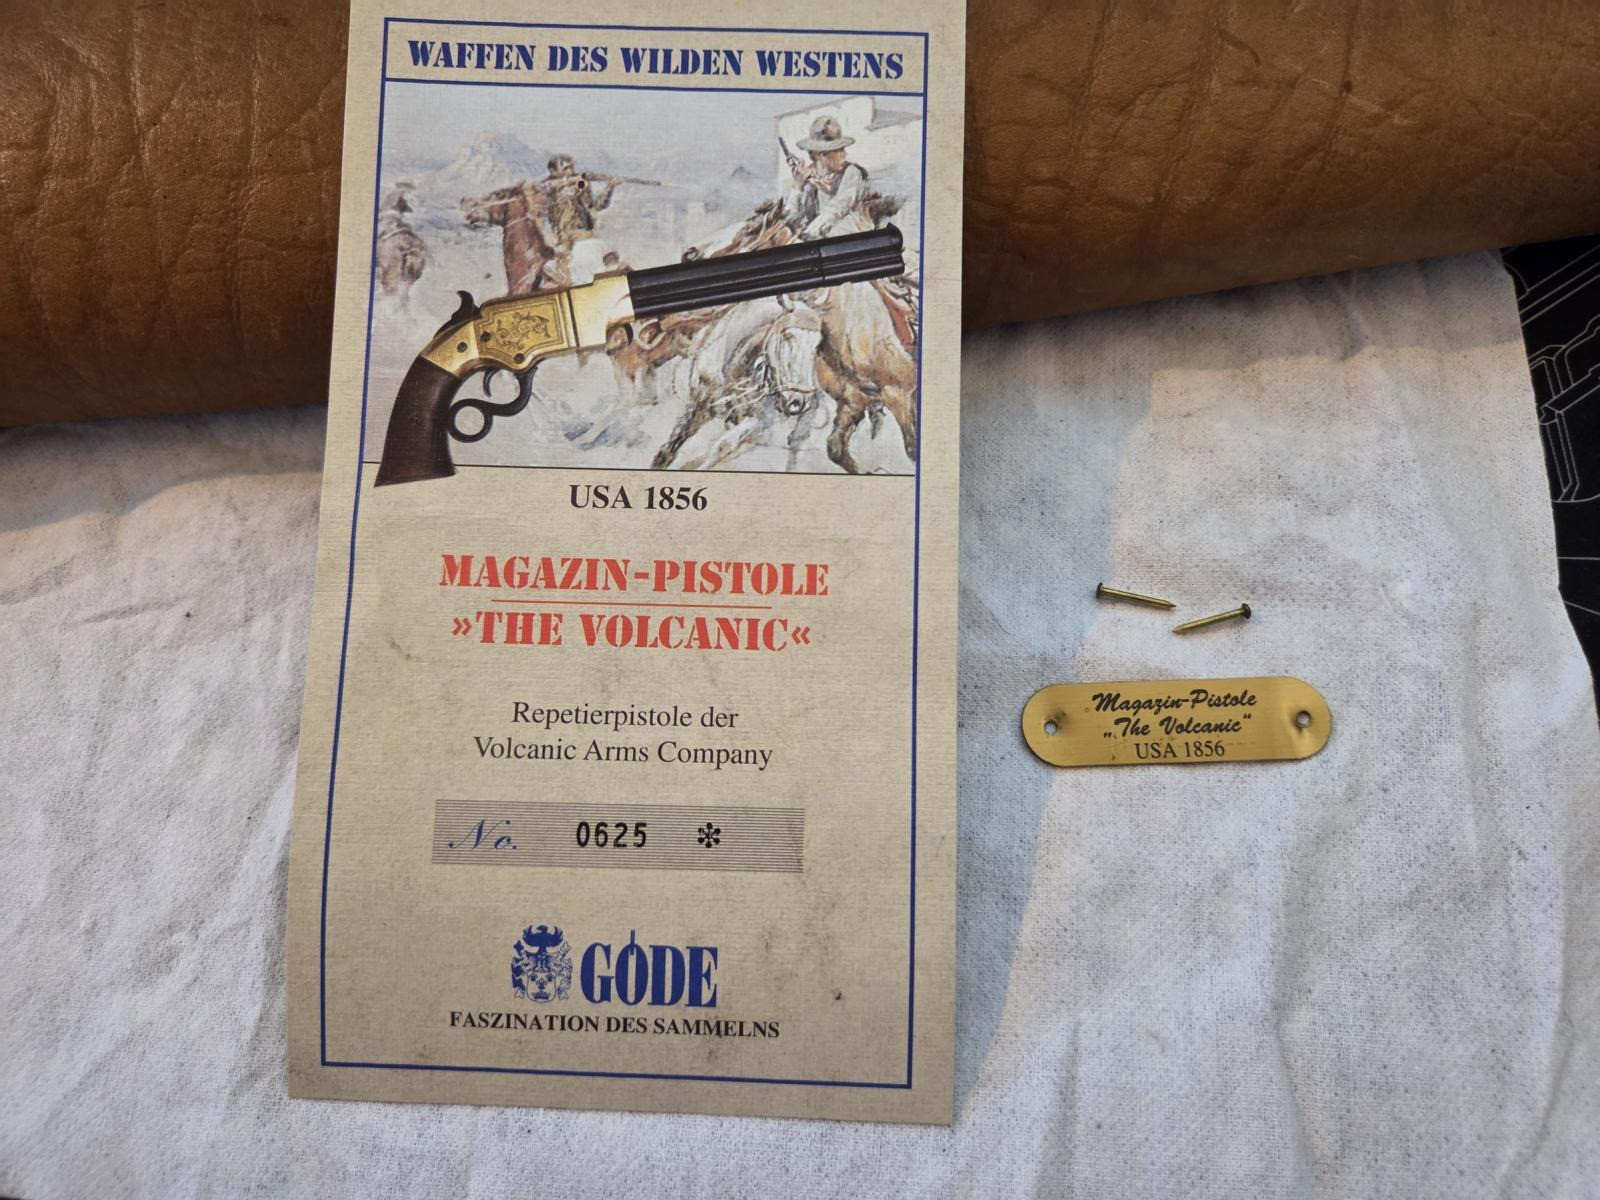 WAFFEN DES WILDEN WESTENS
USA 1856
MAGAZIN-PISTOLE
»THE VOLCANIC«
Repetierpistole der
Volcanic Arms Company
No. 0625 *
GÖDE
FASZINATION DES SAMMELNS
Magazin-Pistole
„The Volcanic“
USA 1856